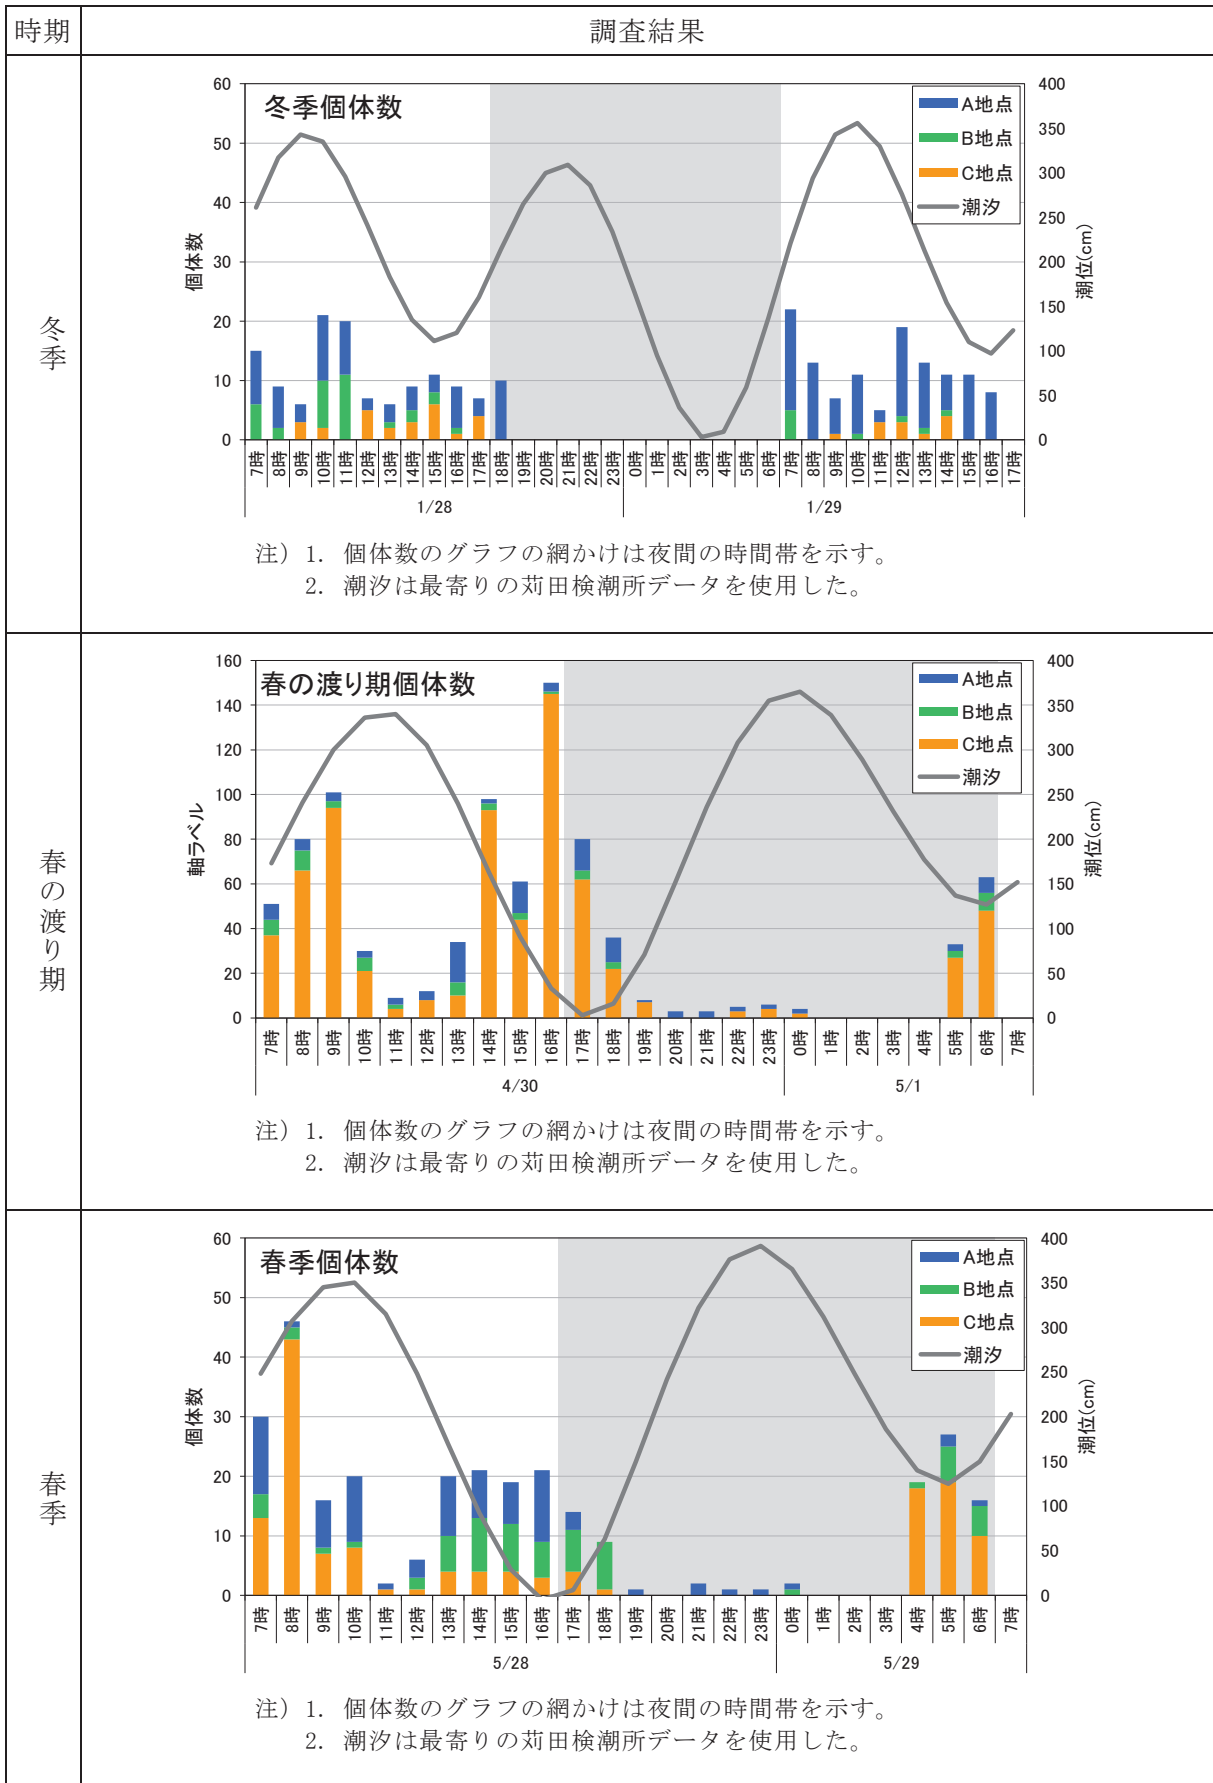 時期
調査結果
冬季
冬季個体数
60
50
40
30
20
10
0
個体数
400
350
300
250
200
150
100
50
0
潮位(cm)
A地点
B地点
C地点
潮汐
7時 8時 9時 10時 11時 12時 13時 14時 15時 16時 17時 18時 19時 20時 21時 22時 23時 0時 1時 2時 3時 4時 5時 6時 7時 8時 9時 10時 11時 12時 13時 14時 15時 16時 17時
1/28 1/29
注) 1. 個体数のグラフの網かけは夜間の時間帯を示す。
2. 潮汐は最寄りの苅田検潮所データを使用した。
春の渡り期
春の渡り期個体数
160
140
120
100
80
60
40
20
0
軸ラベル
400
350
300
250
200
150
100
50
0
潮位(cm)
A地点
B地点
C地点
潮汐
7時 8時 9時 10時 11時 12時 13時 14時 15時 16時 17時 18時 19時 20時 21時 22時 23時 0時 1時 2時 3時 4時 5時 6時 7時
4/30 5/1
注) 1. 個体数のグラフの網かけは夜間の時間帯を示す。
2. 潮汐は最寄りの苅田検潮所データを使用した。
春季
春季個体数
60
50
40
30
20
10
0
個体数
400
350
300
250
200
150
100
50
0
潮位(cm)
A地点
B地点
C地点
潮汐
7時 8時 9時 10時 11時 12時 13時 14時 15時 16時 17時 18時 19時 20時 21時 22時 23時 0時 1時 2時 3時 4時 5時 6時 7時
5/28 5/29
注) 1. 個体数のグラフの網かけは夜間の時間帯を示す。
2. 潮汐は最寄りの苅田検潮所データを使用した。